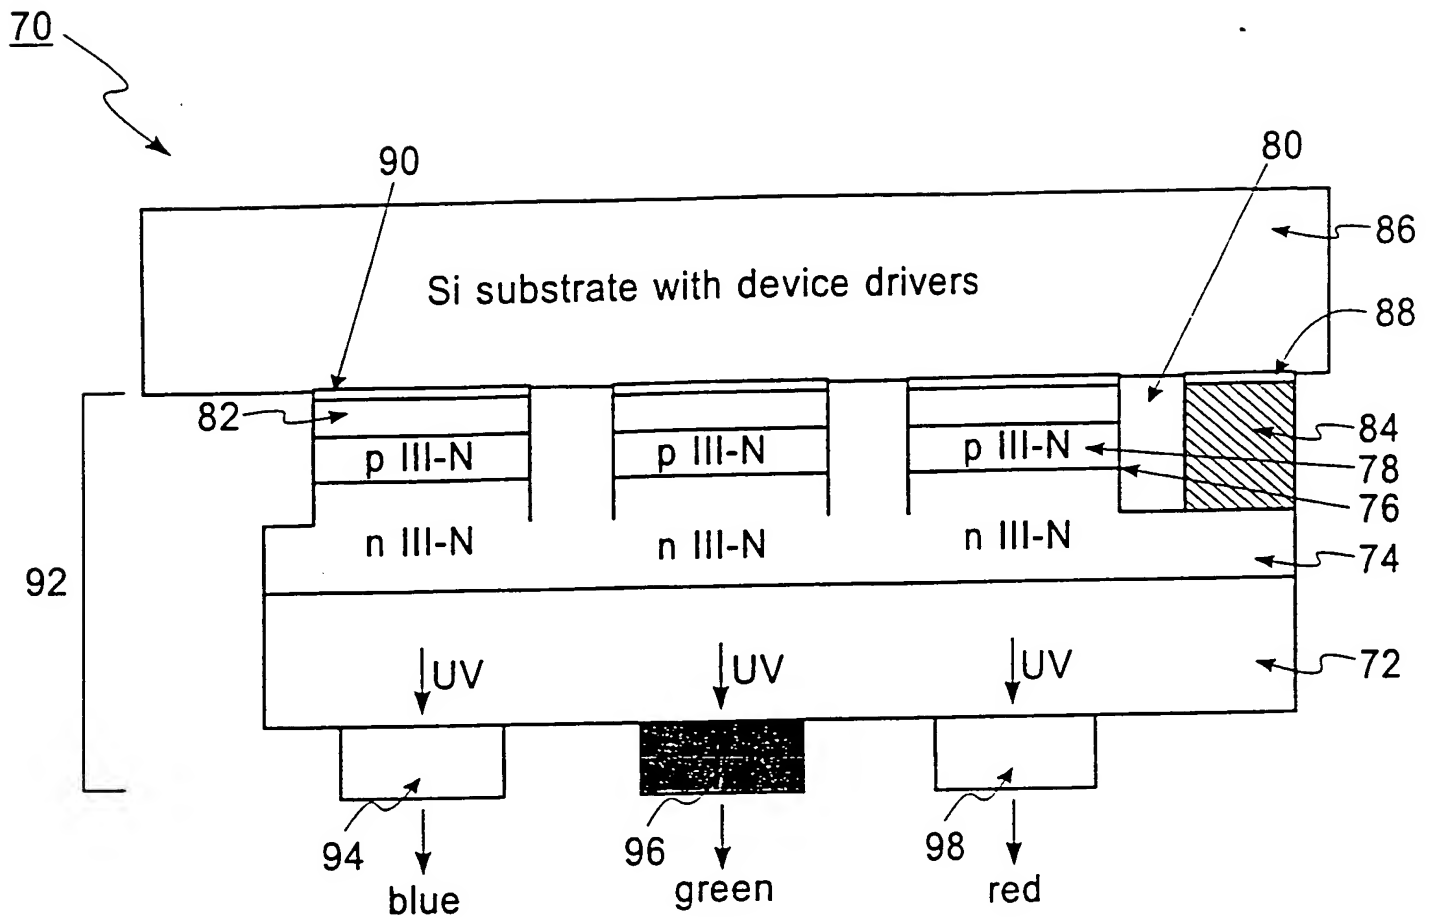 70
90
80
86
Si substrate with device drivers
88
82
84
p III-N
p III-N
p III-N
78
76
n III-N
n III-N
n III-N
74
92
UV
UV
UV
72
94
96
98
blue
green
red